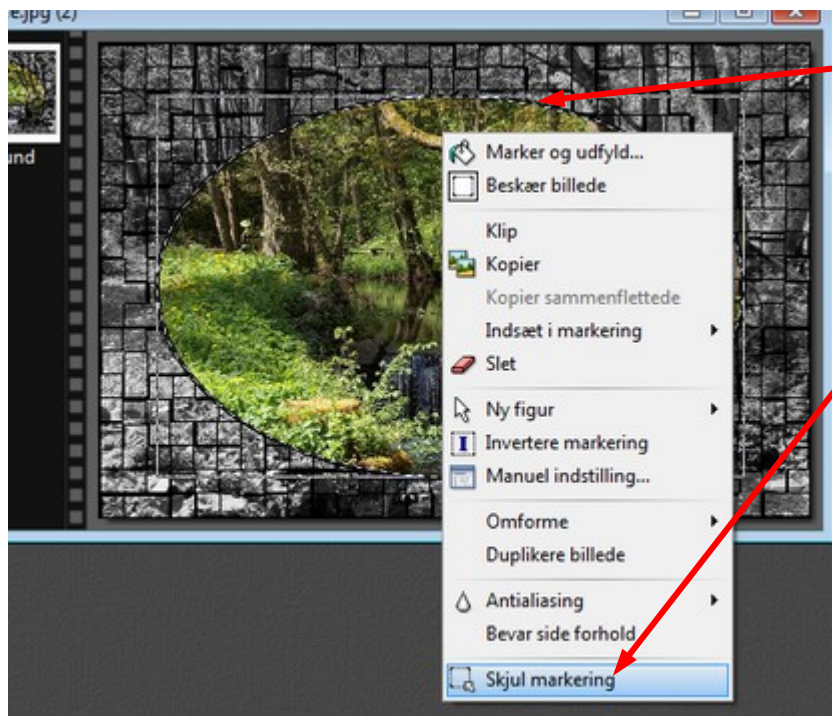 e.jpg (2)
und
Marker og udfyld...
Beskær billede
Klip
Kopier
Kopier sammenflettede
Indsæt i markering
Slet
Ny figur
Invertere markering
Manuel indstilling...
Omforme
Duplikere billede
Antialiasing
Bevar side forhold
Skjul markering